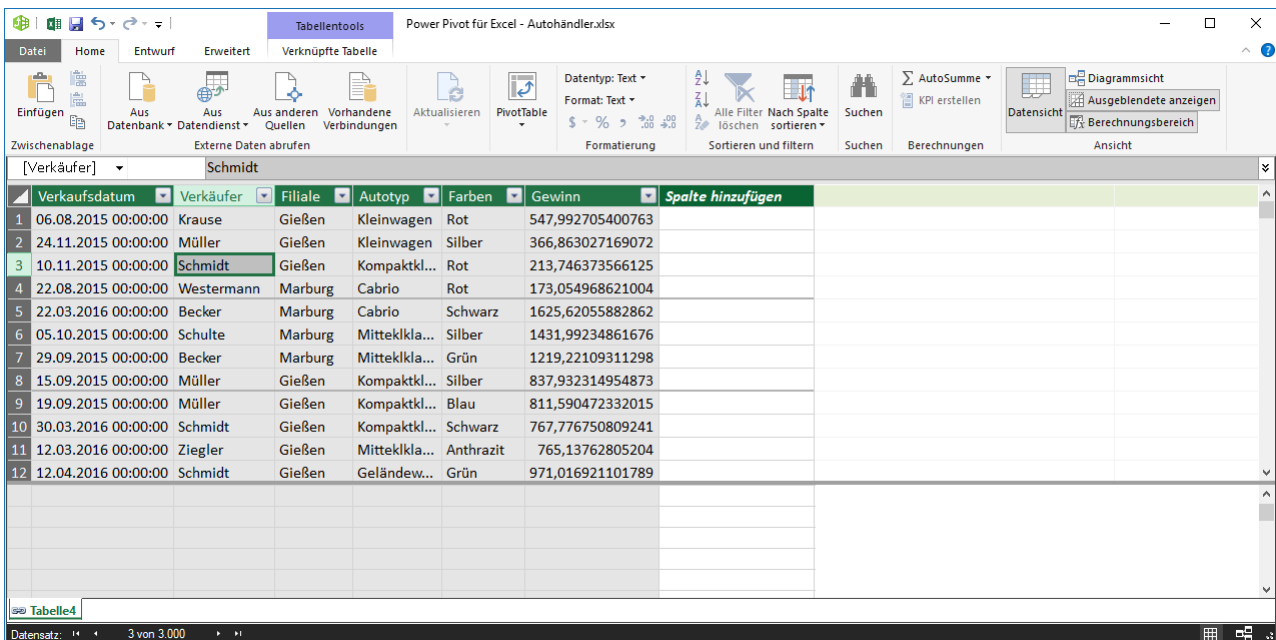 Tabellentools Power Pivot für Excel - Autohändler.xlsx
Datei Home Entwurf Erweitert Verknüpfte Tabelle
Einfügen
Zwischenablage
Aus Datenbank
Aus Datendienst
Aus anderen Quellen
Vorhandene Verbindungen
Externe Daten abrufen
Aktualisieren
PivotTable
Datentyp: Text
Format: Text
$ % , ,00 ,00
Formatierung
Alle Filter löschen
Nach Spalte sortieren
Sortieren und filtern
Suchen
Suchen
∑ AutoSumme
KPI erstellen
Berechnungen
Datensicht
Diagrammsicht
Ausgeblendete anzeigen
Berechnungsbereich
Ansicht
[Verkäufer] Schmidt
Verkaufsdatum Verkäufer Filiale Autotyp Farben Gewinn Spalte hinzufügen
1 06.08.2015 00:00:00 Krause Gießen Kleinwagen Rot 547,992705400763
2 24.11.2015 00:00:00 Müller Gießen Kleinwagen Silber 366,863027169072
3 10.11.2015 00:00:00 Schmidt Gießen Kompaktkl... Rot 213,746373566125
4 22.08.2015 00:00:00 Westermann Marburg Cabrio Rot 173,054968621004
5 22.03.2016 00:00:00 Becker Marburg Cabrio Schwarz 1625,62055882862
6 05.10.2015 00:00:00 Schulte Marburg Mitteklkla... Silber 1431,99234861676
7 29.09.2015 00:00:00 Becker Marburg Mitteklkla... Grün 1219,22109311298
8 15.09.2015 00:00:00 Müller Gießen Kompaktkl... Silber 837,932314954873
9 19.09.2015 00:00:00 Müller Gießen Kompaktkl... Blau 811,590472332015
10 30.03.2016 00:00:00 Schmidt Gießen Kompaktkl... Schwarz 767,776750809241
11 12.03.2016 00:00:00 Ziegler Gießen Mitteklkla... Anthrazit 765,13762805204
12 12.04.2016 00:00:00 Schmidt Gießen Geländew... Grün 971,016921101789
Tabelle4
Datensatz: 3 von 3.000